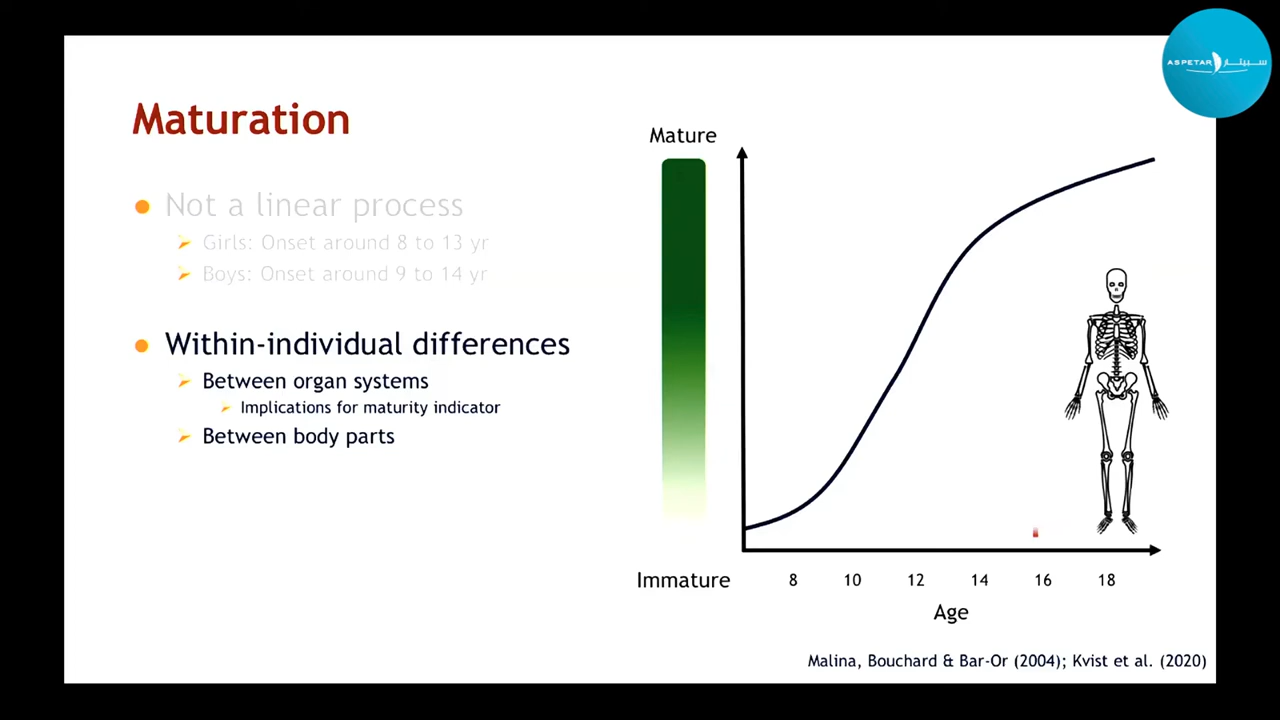 ASPETAR سبيتار
Maturation
Not a linear process
Girls: Onset around 8 to 13 yr
Boys: Onset around 9 to 14 yr
Within-individual differences
Between organ systems
Implications for maturity indicator
Between body parts
Mature
Immature
8 10 12 14 16 18
Age
Malina, Bouchard & Bar-Or (2004); Kvist et al. (2020)